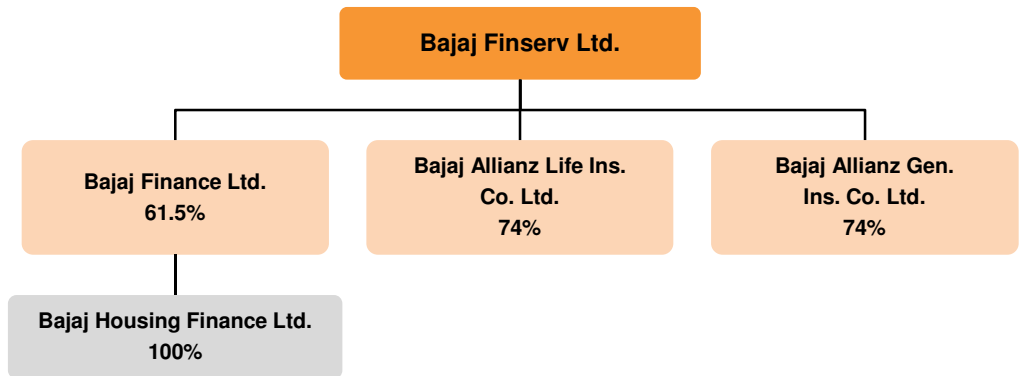 Bajaj Finserv Ltd.
Bajaj Finance Ltd.
61.5%
Bajaj Allianz Life Ins.
Co. Ltd.
74%
Bajaj Allianz Gen.
Ins. Co. Ltd.
74%
Bajaj Housing Finance Ltd.
100%